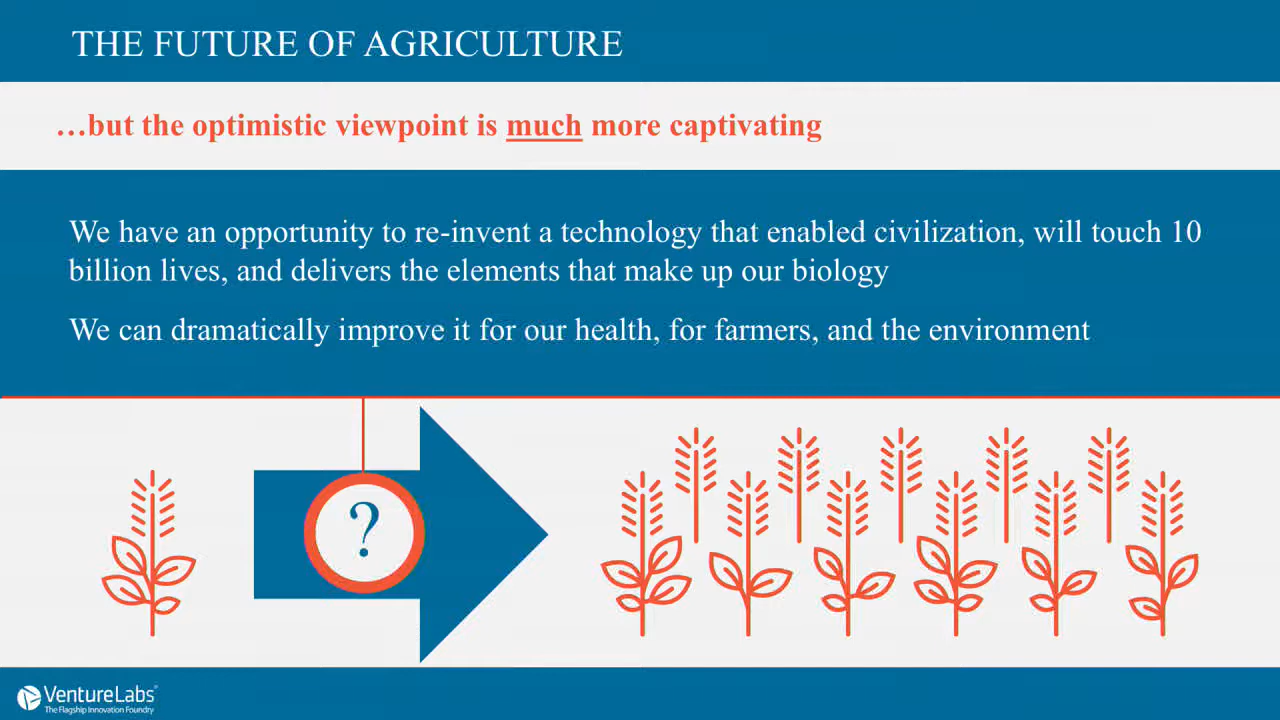 THE FUTURE OF AGRICULTURE
…but the optimistic viewpoint is much more captivating
We have an opportunity to re-invent a technology that enabled civilization, will touch 10
billion lives, and delivers the elements that make up our biology
We can dramatically improve it for our health, for farmers, and the environment
?
VentureLabs®
The Flagship Innovation Foundry